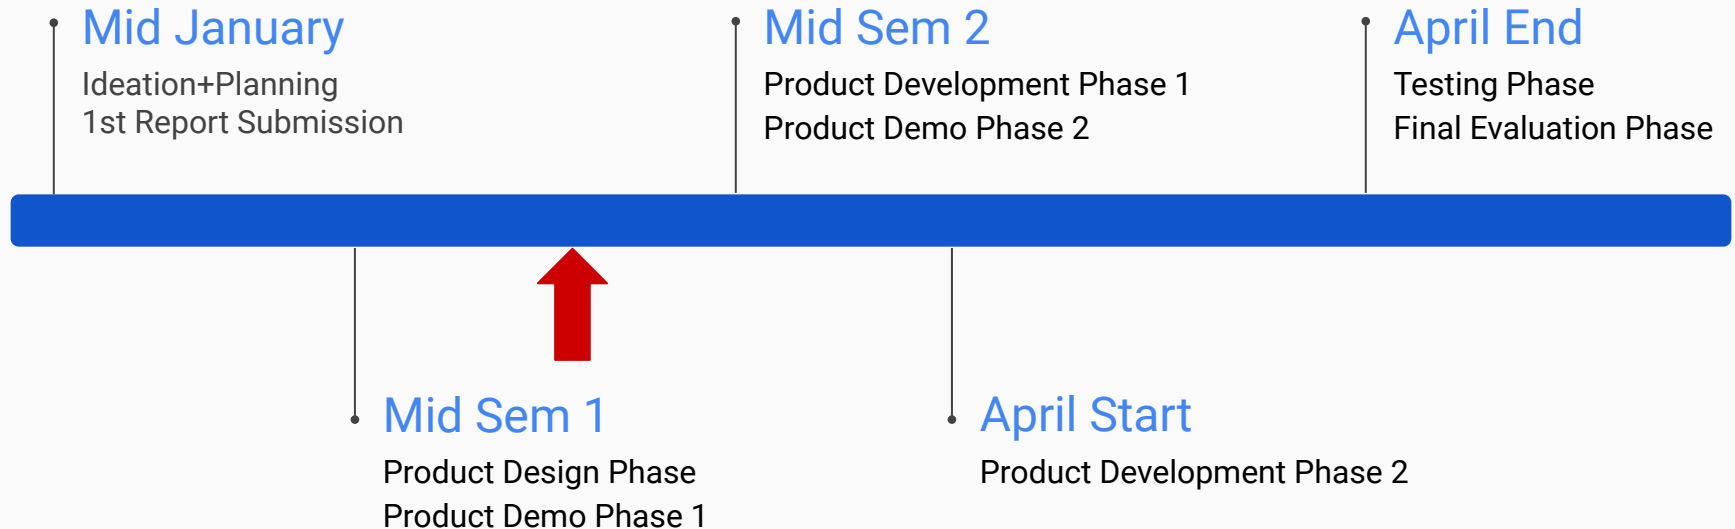 Mid January
Ideation+Planning
1st Report Submission
Mid Sem 2
Product Development Phase 1
Product Demo Phase 2
April End
Testing Phase
Final Evaluation Phase
Mid Sem 1
Product Design Phase
Product Demo Phase 1
April Start
Product Development Phase 2